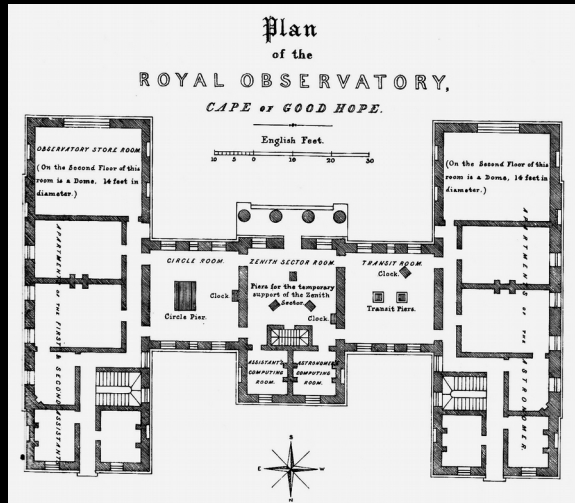 Plan
of the
ROYAL OBSERVATORY,
CAPE OF GOOD HOPE.
English Feet.
10 5 0 10 20 30
OBSERVATORY STORE ROOM
(On the Second Floor of this
room is a Dome, 14 feet in
diameter.)
(On the Second Floor of this
room is a Dome, 14 feet in
diameter.)
APARTMENTS OF THE FIRST & SECOND ASSISTANT
CIRCLE ROOM.
Clock.
Circle Pier.
ZENITH SECTOR ROOM.
Piers for the temporary
support of the Zenith
Sector.
Clock.
TRANSIT ROOM.
Clock.
Transit Piers.
ASSISTANTS
COMPUTING
ROOM.
ASTRONOMERS
COMPUTING
ROOM.
APARTMENTS OF THE ASTRONOMER
S
E
W
N